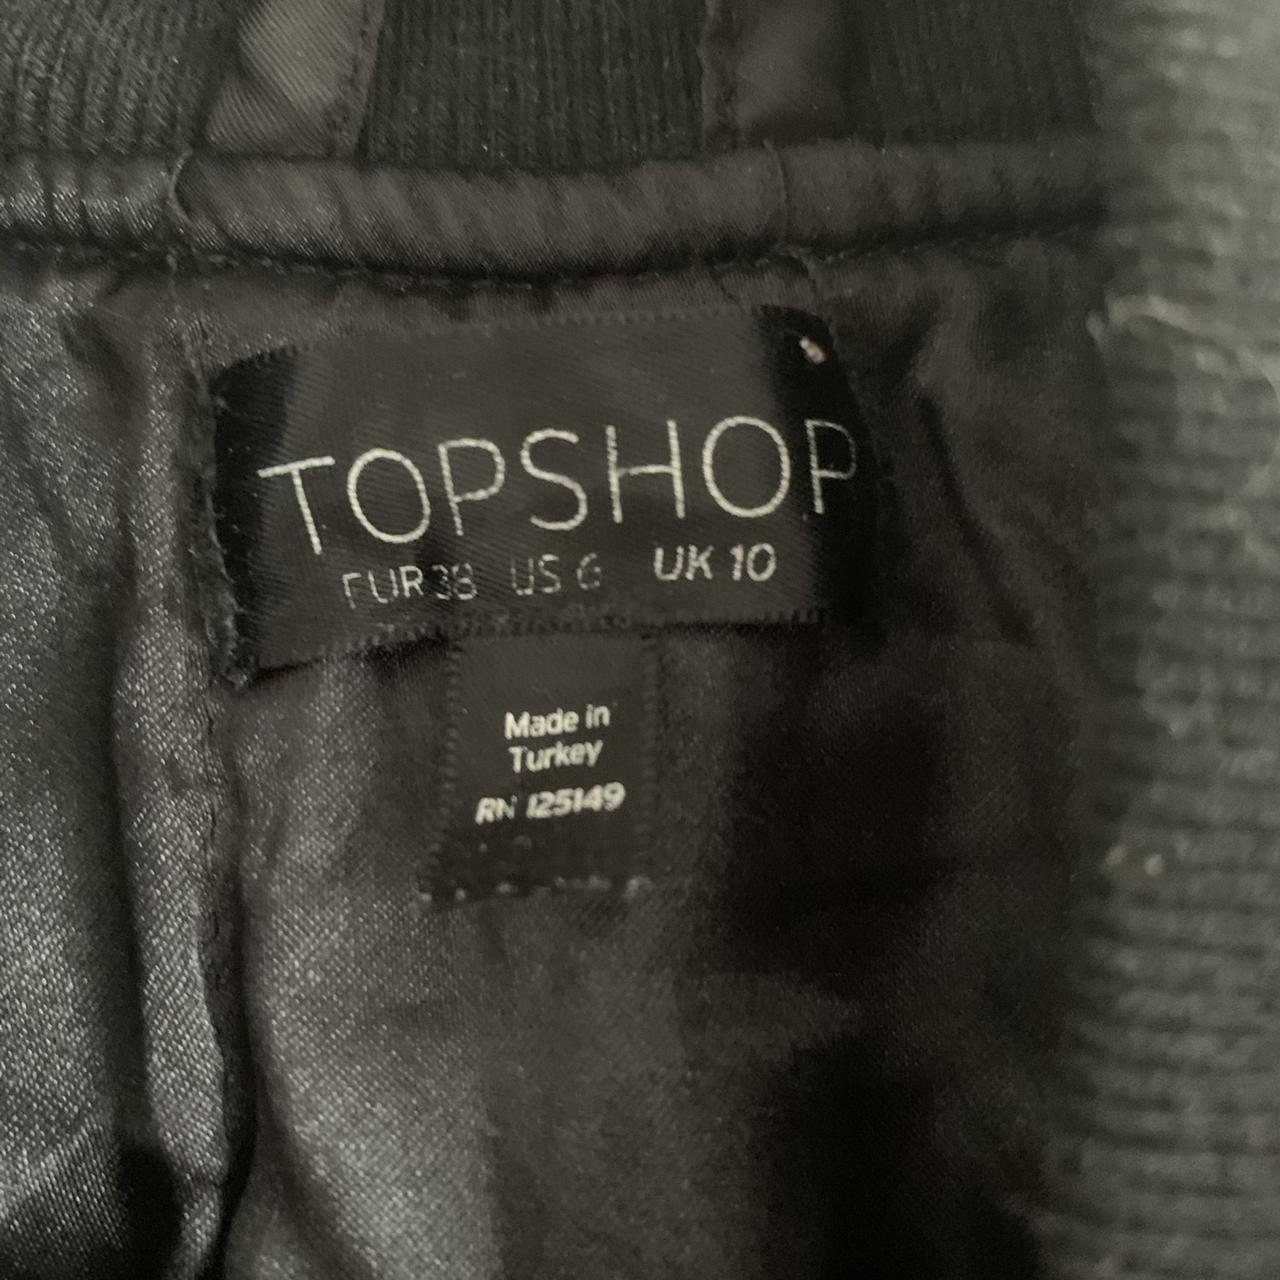 TOPSHOP
EUR 38 US 6 UK 10
Made in
Turkey
RN 125149